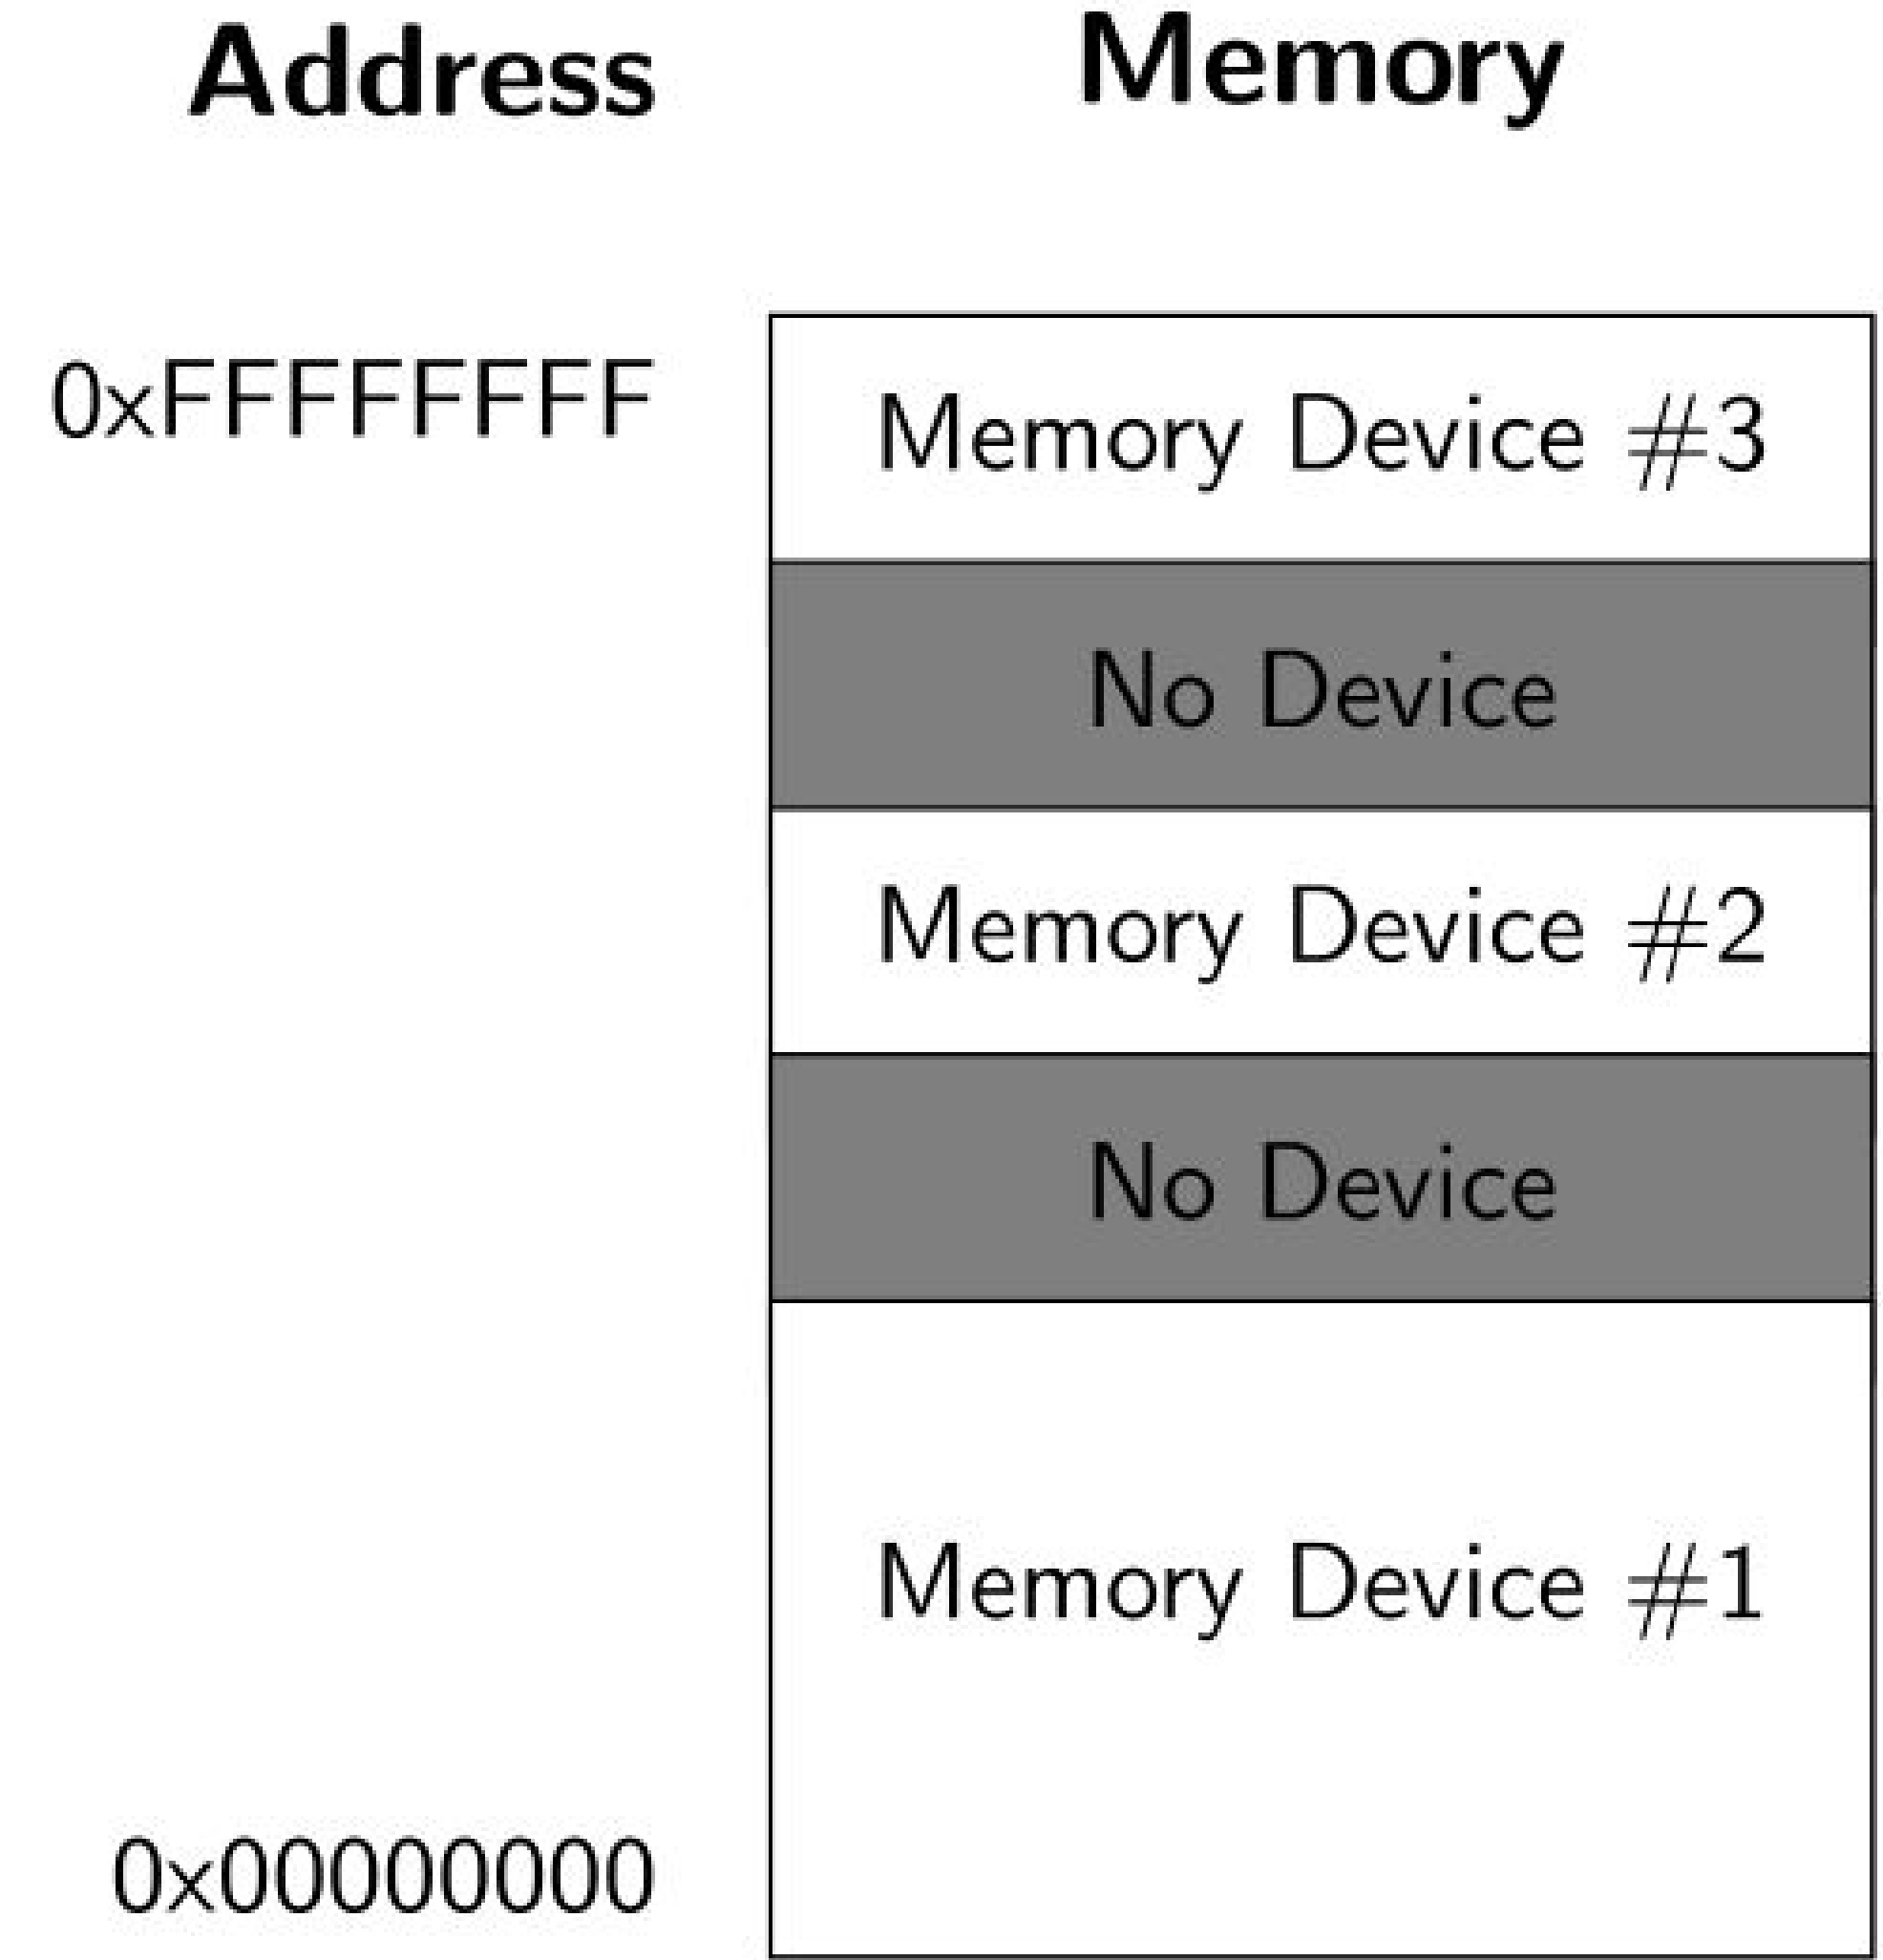 Address Memory
0xFFFFFFFF Memory Device #3
No Device
Memory Device #2
No Device
Memory Device #1
0x00000000